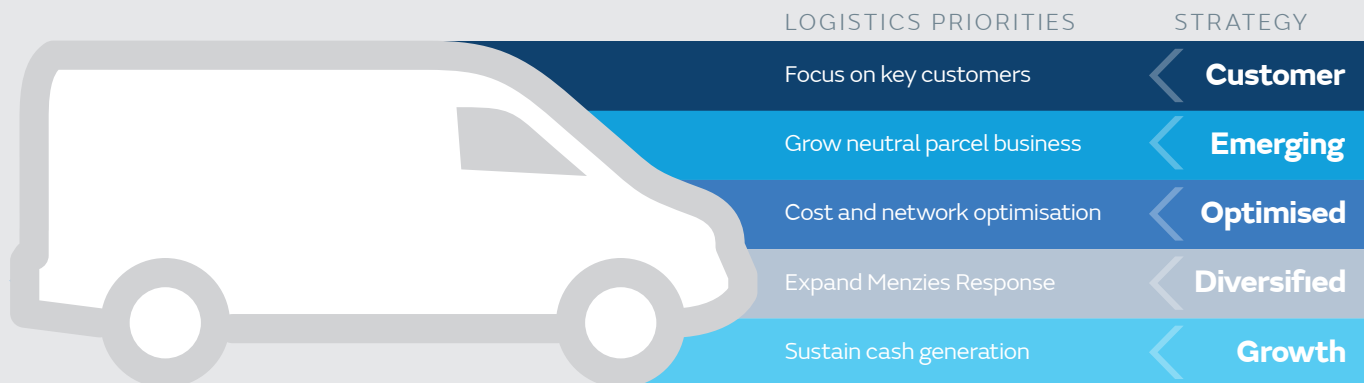 LOGISTICS PRIORITIES STRATEGY
Focus on key customers Customer
Grow neutral parcel business Emerging
Cost and network optimisation Optimised
Expand Menzies Response Diversified
Sustain cash generation Growth